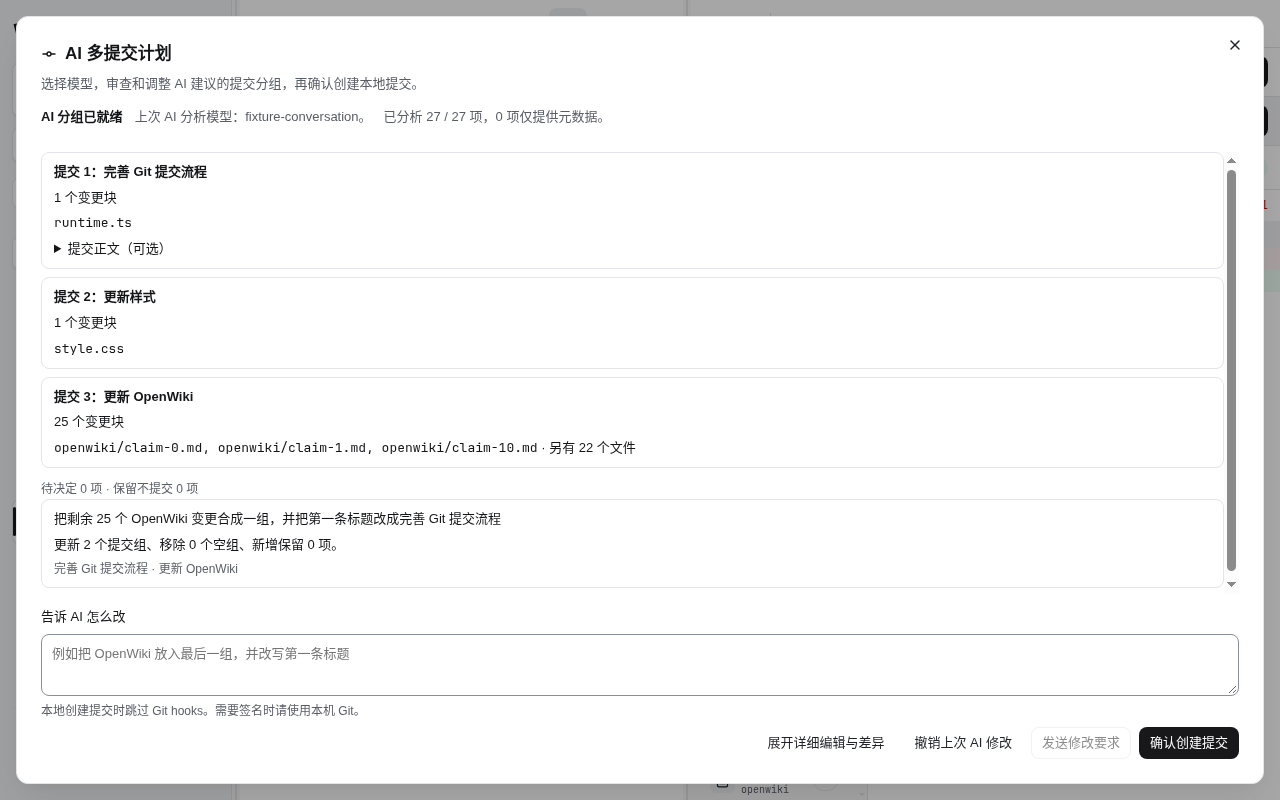 AI 多提交计划
选择模型，审查和调整 AI 建议的提交分组，再确认创建本地提交。
AI 分组已就绪 上次 AI 分析模型：fixture-conversation。 已分析 27 / 27 项，0 项仅提供元数据。
提交 1：完善 Git 提交流程
1 个变更块
runtime.ts
▶ 提交正文（可选）
提交 2：更新样式
1 个变更块
style.css
提交 3：更新 OpenWiki
25 个变更块
openwiki/claim-0.md, openwiki/claim-1.md, openwiki/claim-10.md · 另有 22 个文件
待决定 0 项 · 保留不提交 0 项
把剩余 25 个 OpenWiki 变更合成一组，并把第一条标题改成完善 Git 提交流程
更新 2 个提交组、移除 0 个空组、新增保留 0 项。
完善 Git 提交流程 · 更新 OpenWiki
告诉 AI 怎么改
例如把 OpenWiki 放入最后一组，并改写第一条标题
本地创建提交时跳过 Git hooks。需要签名时请使用本机 Git。
展开详细编辑与差异 撤销上次 AI 修改 发送修改要求 确认创建提交
openwiki